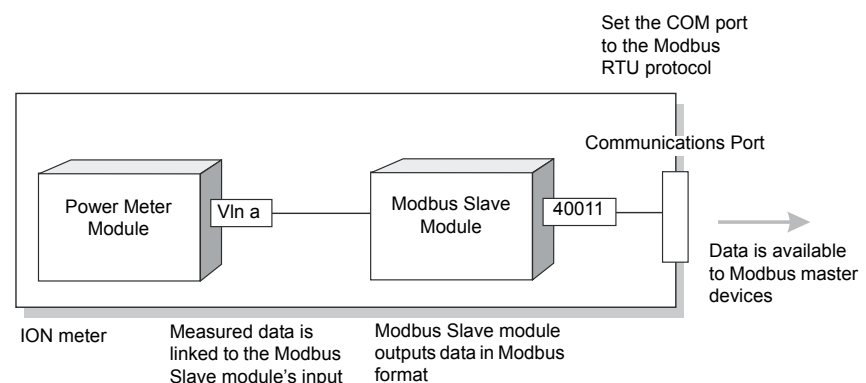 Set the COM port
to the Modbus
RTU protocol
Communications Port
Power Meter
Module
Vln a
Modbus Slave
Module
40011
Data is available
to Modbus master
devices
ION meter
Measured data is
linked to the Modbus
Slave module's input
Modbus Slave module
outputs data in Modbus
format